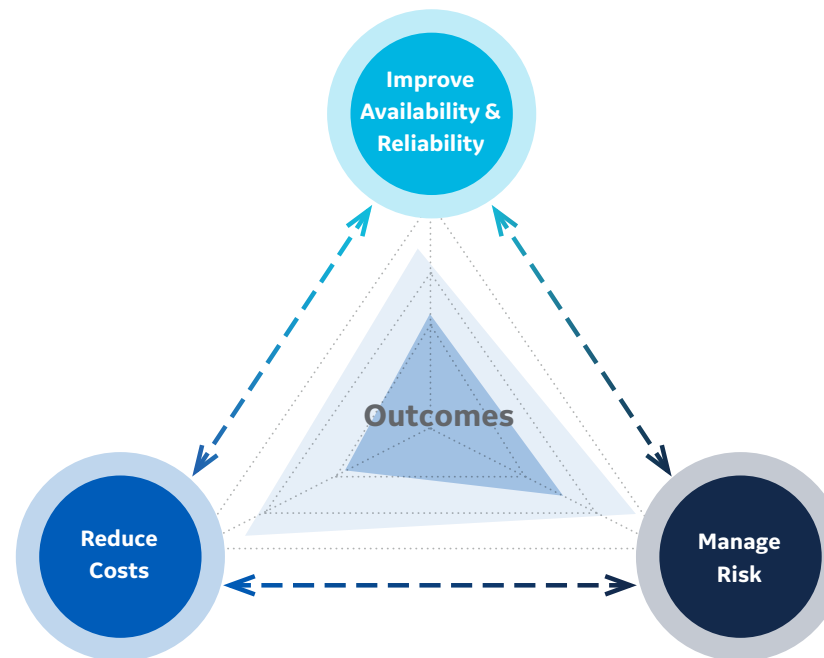 Improve
Availability &
Reliability
Outcomes
Reduce
Costs
Manage
Risk